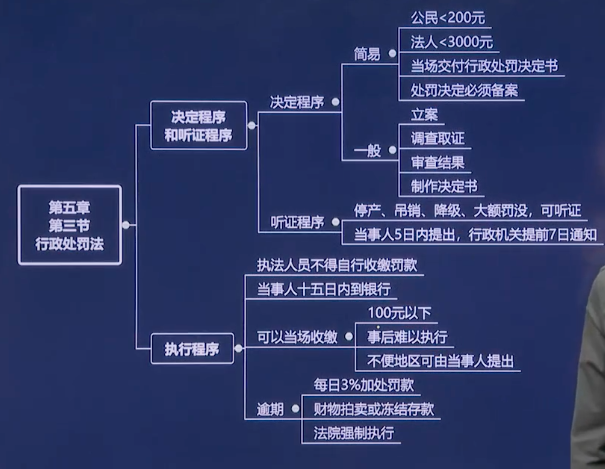 第五章
第三节
行政处罚法
决定程序
和听证程序
决定程序
简易
公民<200元
法人<3000元
当场交付行政处罚决定书
处罚决定必须备案
一般
立案
调查取证
审查结果
制作决定书
听证程序
停产、吊销、降级、大额罚没，可听证
当事人5日内提出，行政机关提前7日通知
执行程序
执法人员不得自行收缴罚款
当事人十五日内到银行
可以当场收缴
100元以下
事后难以执行
不便地区可由当事人提出
逾期
每日3%加处罚款
财物拍卖或冻结存款
法院强制执行